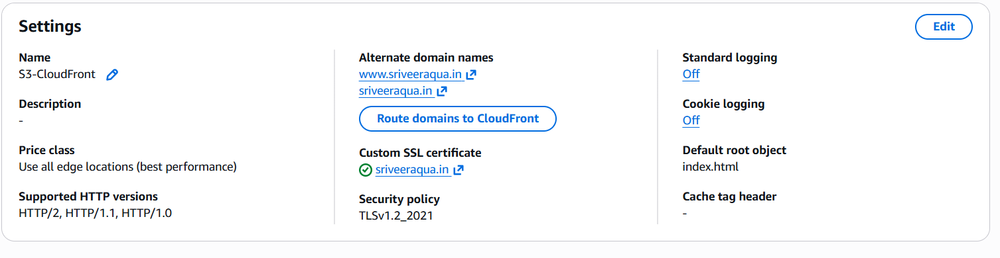 Settings
Edit
Name
S3-CloudFront
Description
-
Price class
Use all edge locations (best performance)
Supported HTTP versions
HTTP/2, HTTP/1.1, HTTP/1.0
Alternate domain names
www.sriveeraqua.in
sriveeraqua.in
Route domains to CloudFront
Custom SSL certificate
sriveeraqua.in
Security policy
TLSv1.2_2021
Standard logging
Off
Cookie logging
Off
Default root object
index.html
Cache tag header
-